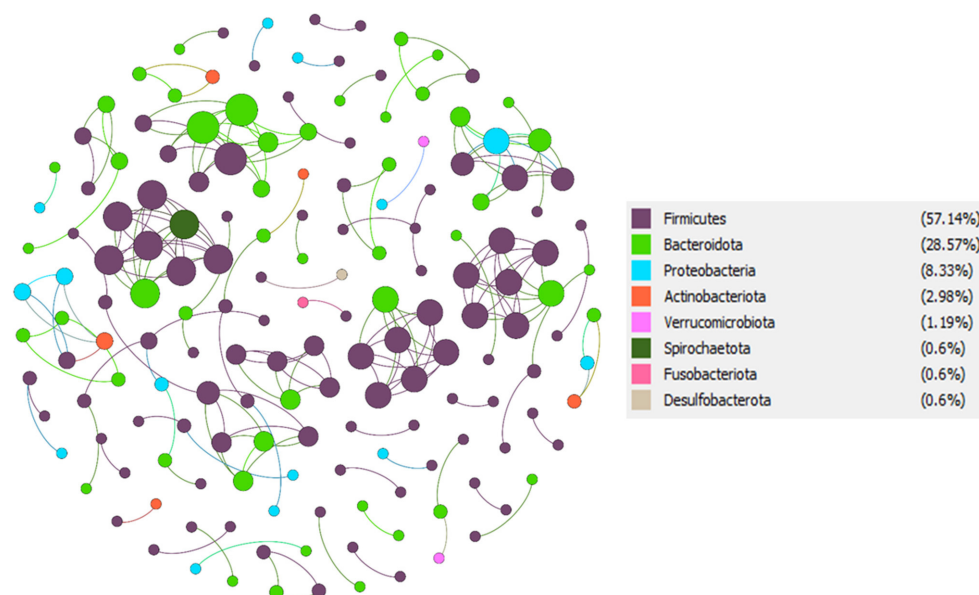 Firmicutes (57.14%)
Bacteroidota (28.57%)
Proteobacteria (8.33%)
Actinobacteriota (2.98%)
Verrucomicrobiota (1.19%)
Spirochaetota (0.6%)
Fusobacteriota (0.6%)
Desulfobacterota (0.6%)